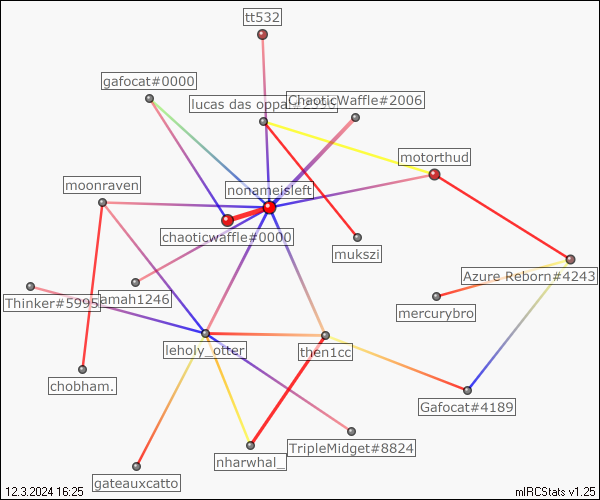 tt532
gafocat#0000
lucas das oppai
ChaoticWaffle#2006
motorthud
moonraven
nonameisleft
chaoticwaffle#0000
mukszi
Azure Reborn#4243
Thinker#5995
amah1246
mercurybro
leholy_otter
then1cc
chobham.
Gafocat#4189
TripleMidget#8824
nharwhal_
gateauxcatto
12.3.2024 16:25
mIRCStats v1.25